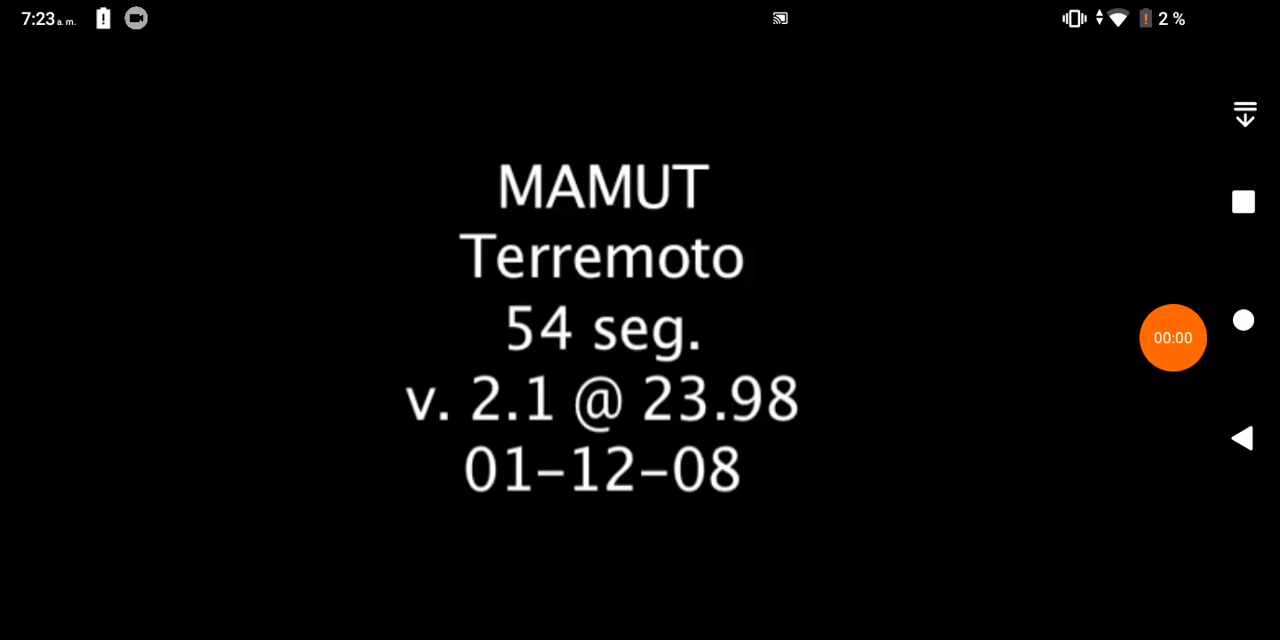 7:23 a. m.
2 %
MAMUT
Terremoto
54 seg.
00:00
v. 2.1 @ 23.98
01-12-08